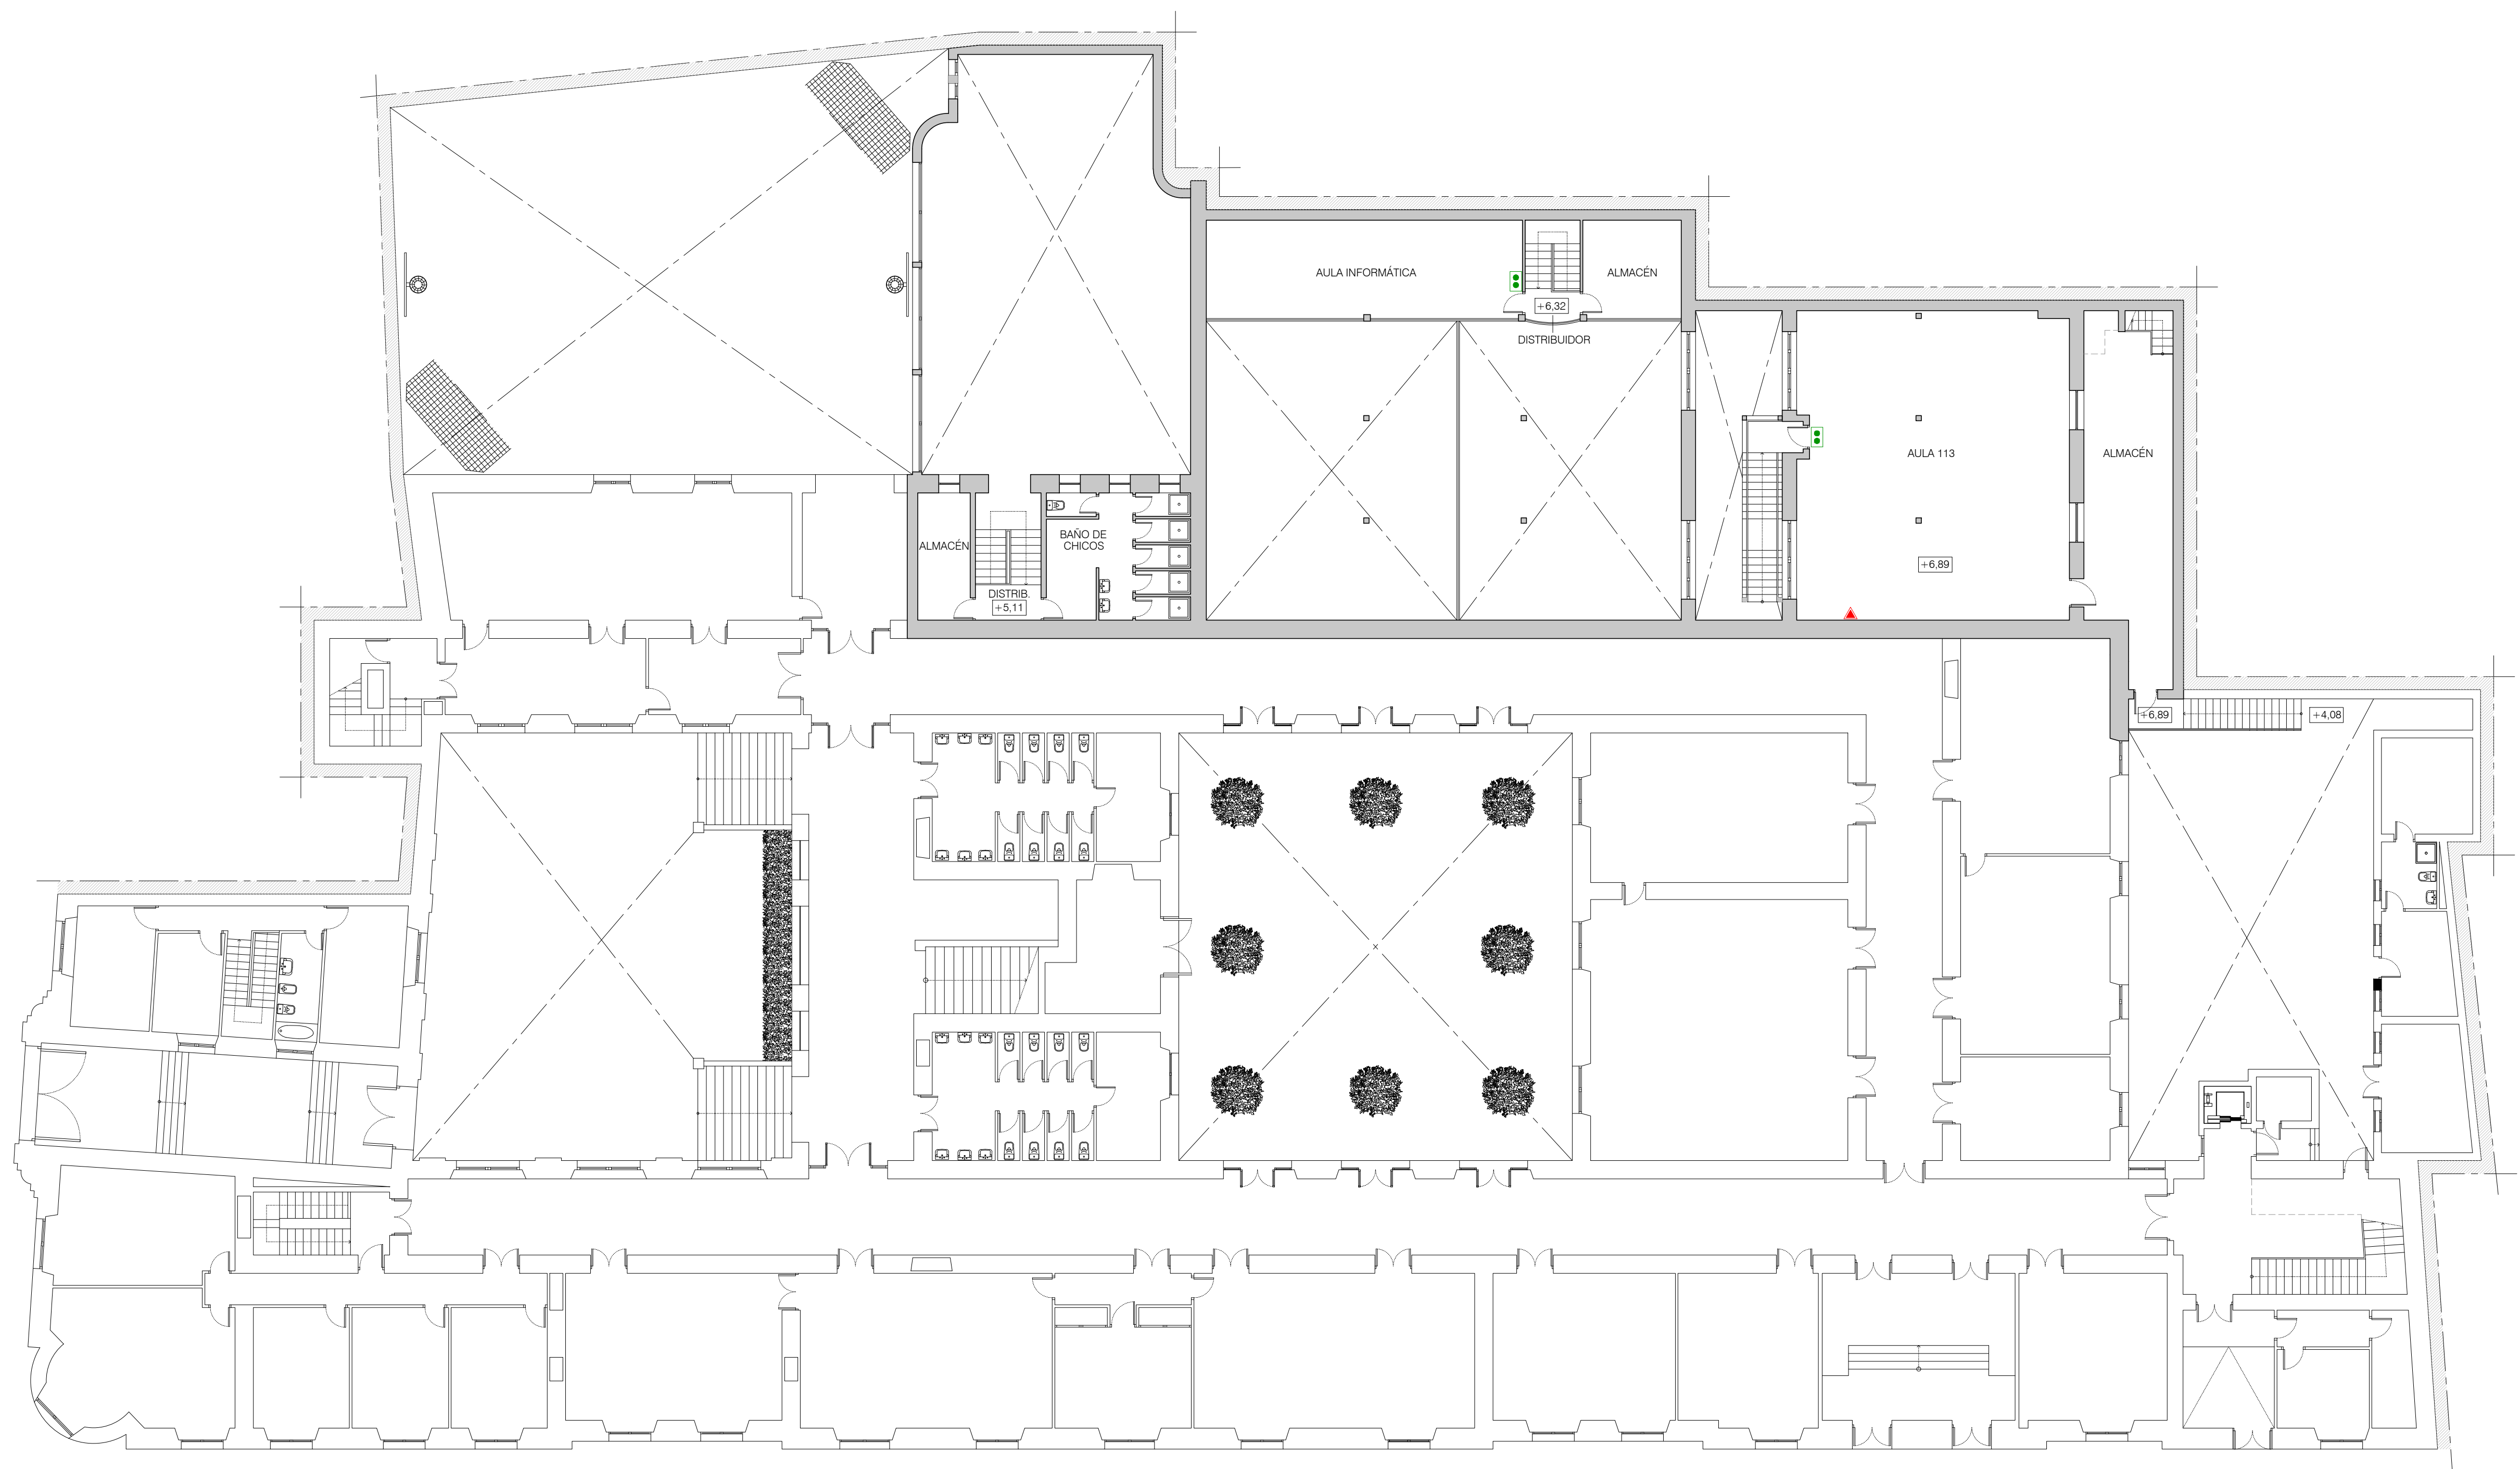 AULA INFORMÁTICA
ALMACÉN
+6,32
DISTRIBUIDOR
AULA 113
ALMACÉN
+6,89
ALMACÉN
BAÑO DE
CHICOS
DISTRIB.
+5,11
+6,89
+4,08